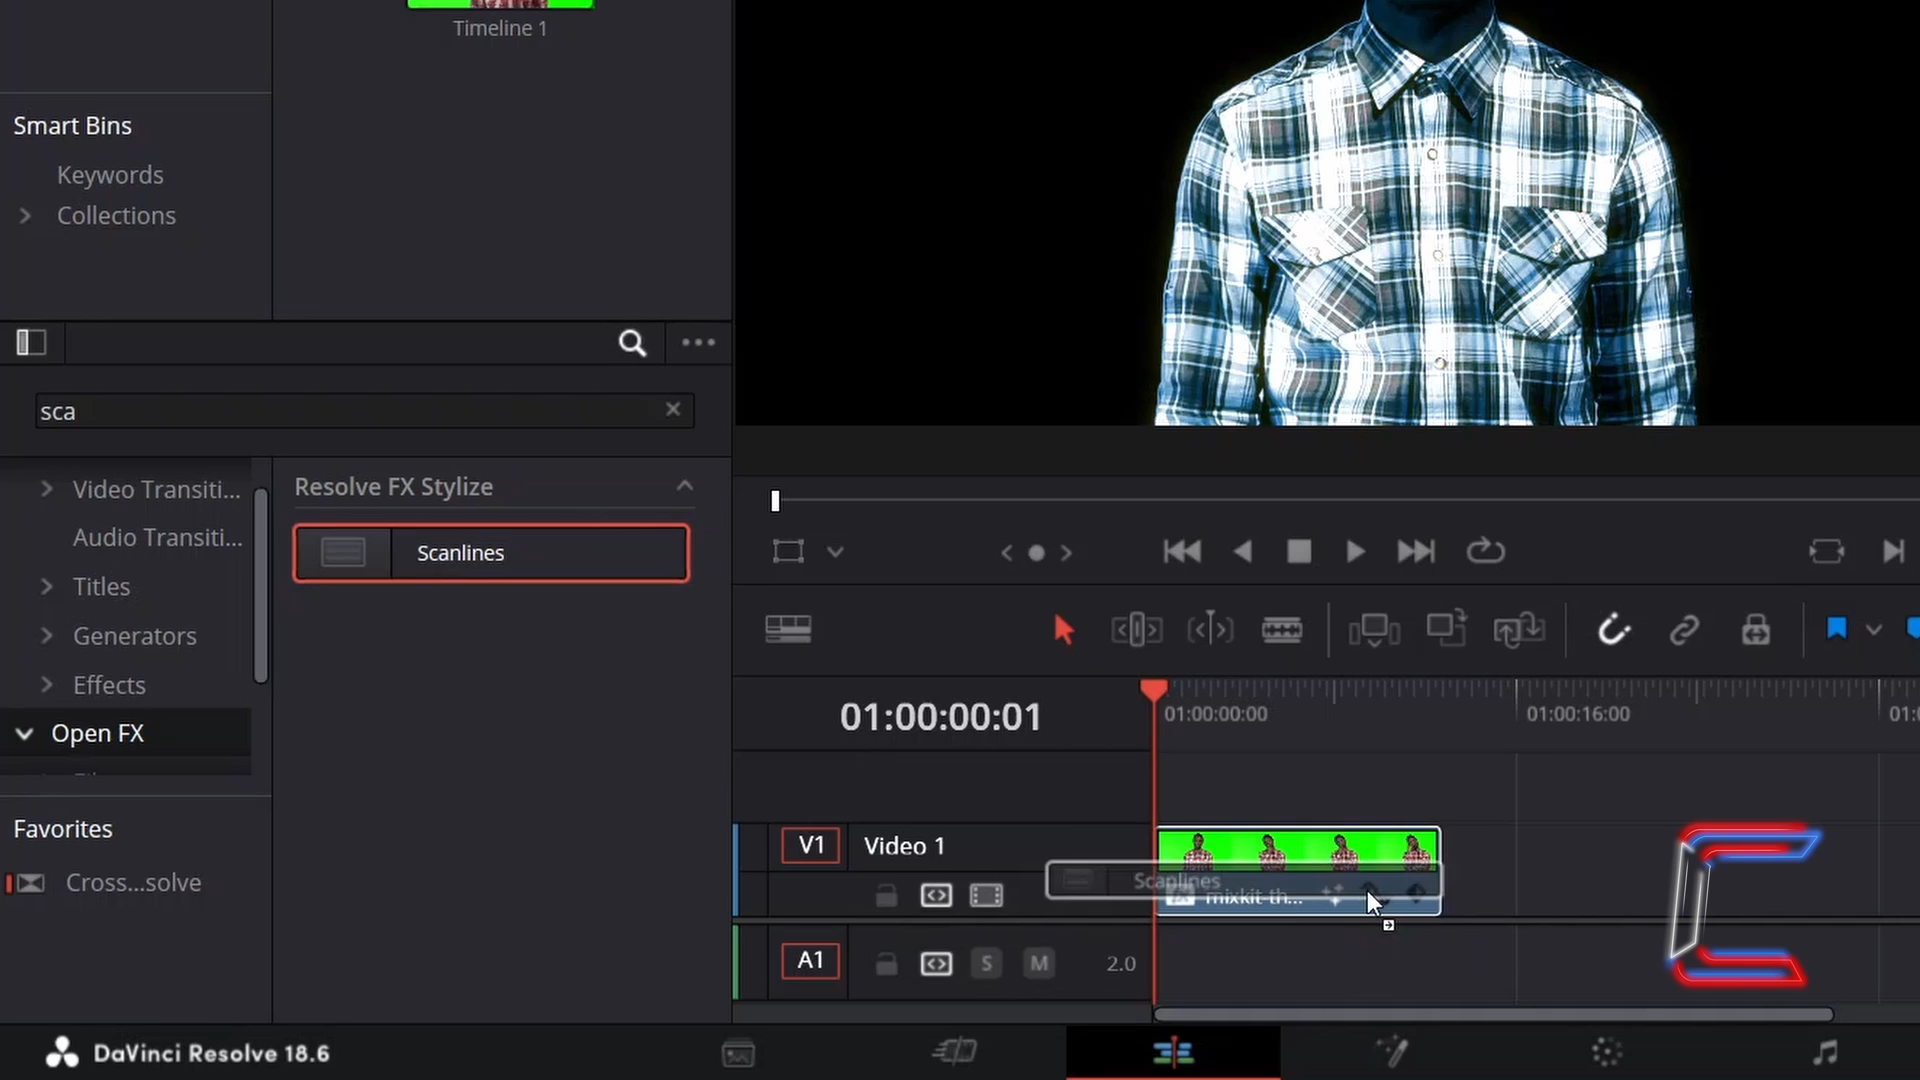 Timeline 1
Smart Bins
Keywords
Collections
sca
Video Transiti...
Audio Transiti...
Titles
Generators
Effects
Open FX
Favorites
Cross...solve
Resolve FX Stylize
Scanlines
01:00:00:01
01:00:00:00
01:00:16:00
V1
Video 1
Scanlines
mixkit-th...
A1
S
M
2.0
DaVinci Resolve 18.6